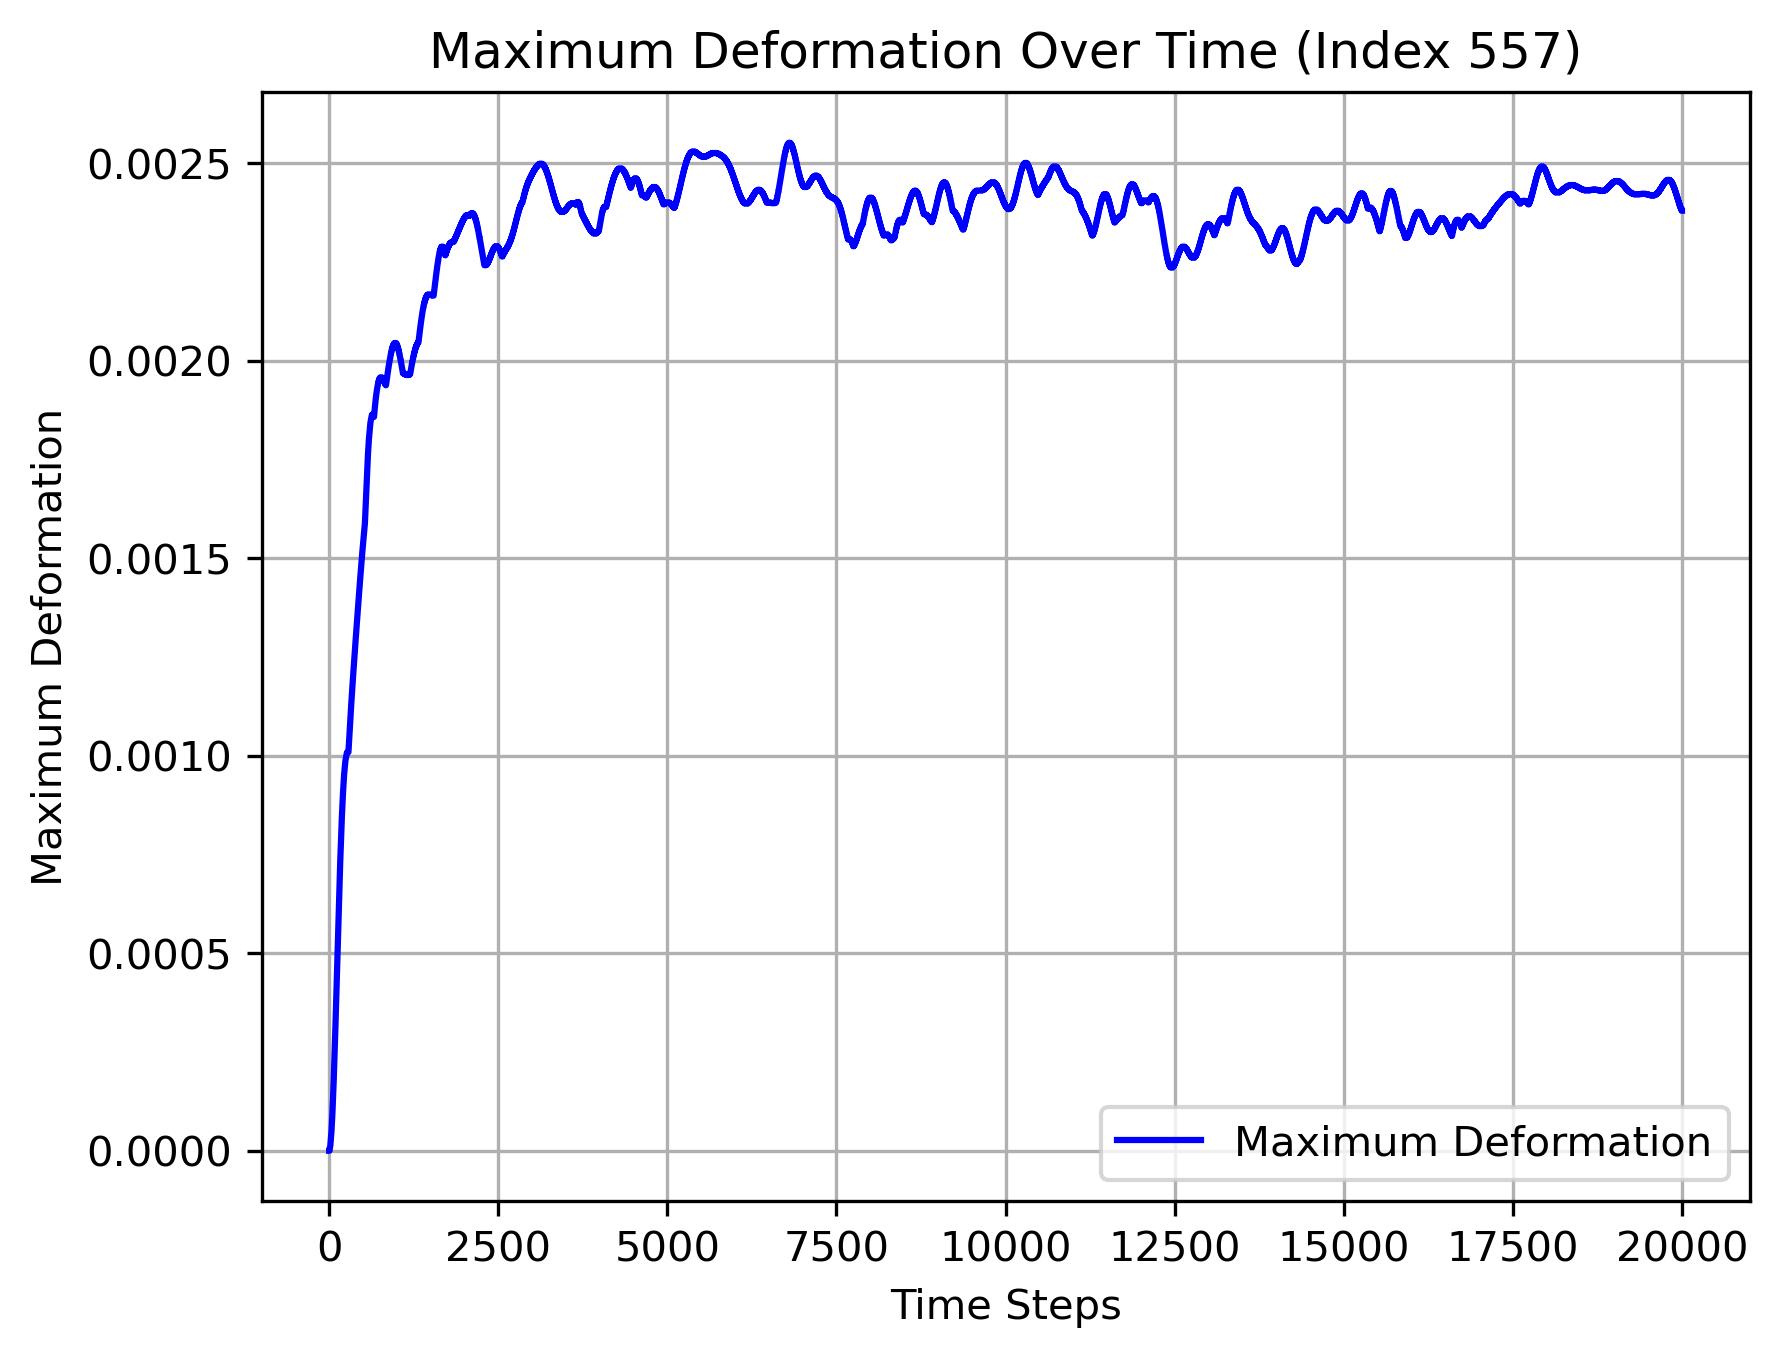 Maximum Deformation Over Time (Index 557)
Maximum Deformation
0.0025
0.0020
0.0015
0.0010
0.0005
0.0000
Maximum Deformation
0 2500 5000 7500 10000 12500 15000 17500 20000
Time Steps